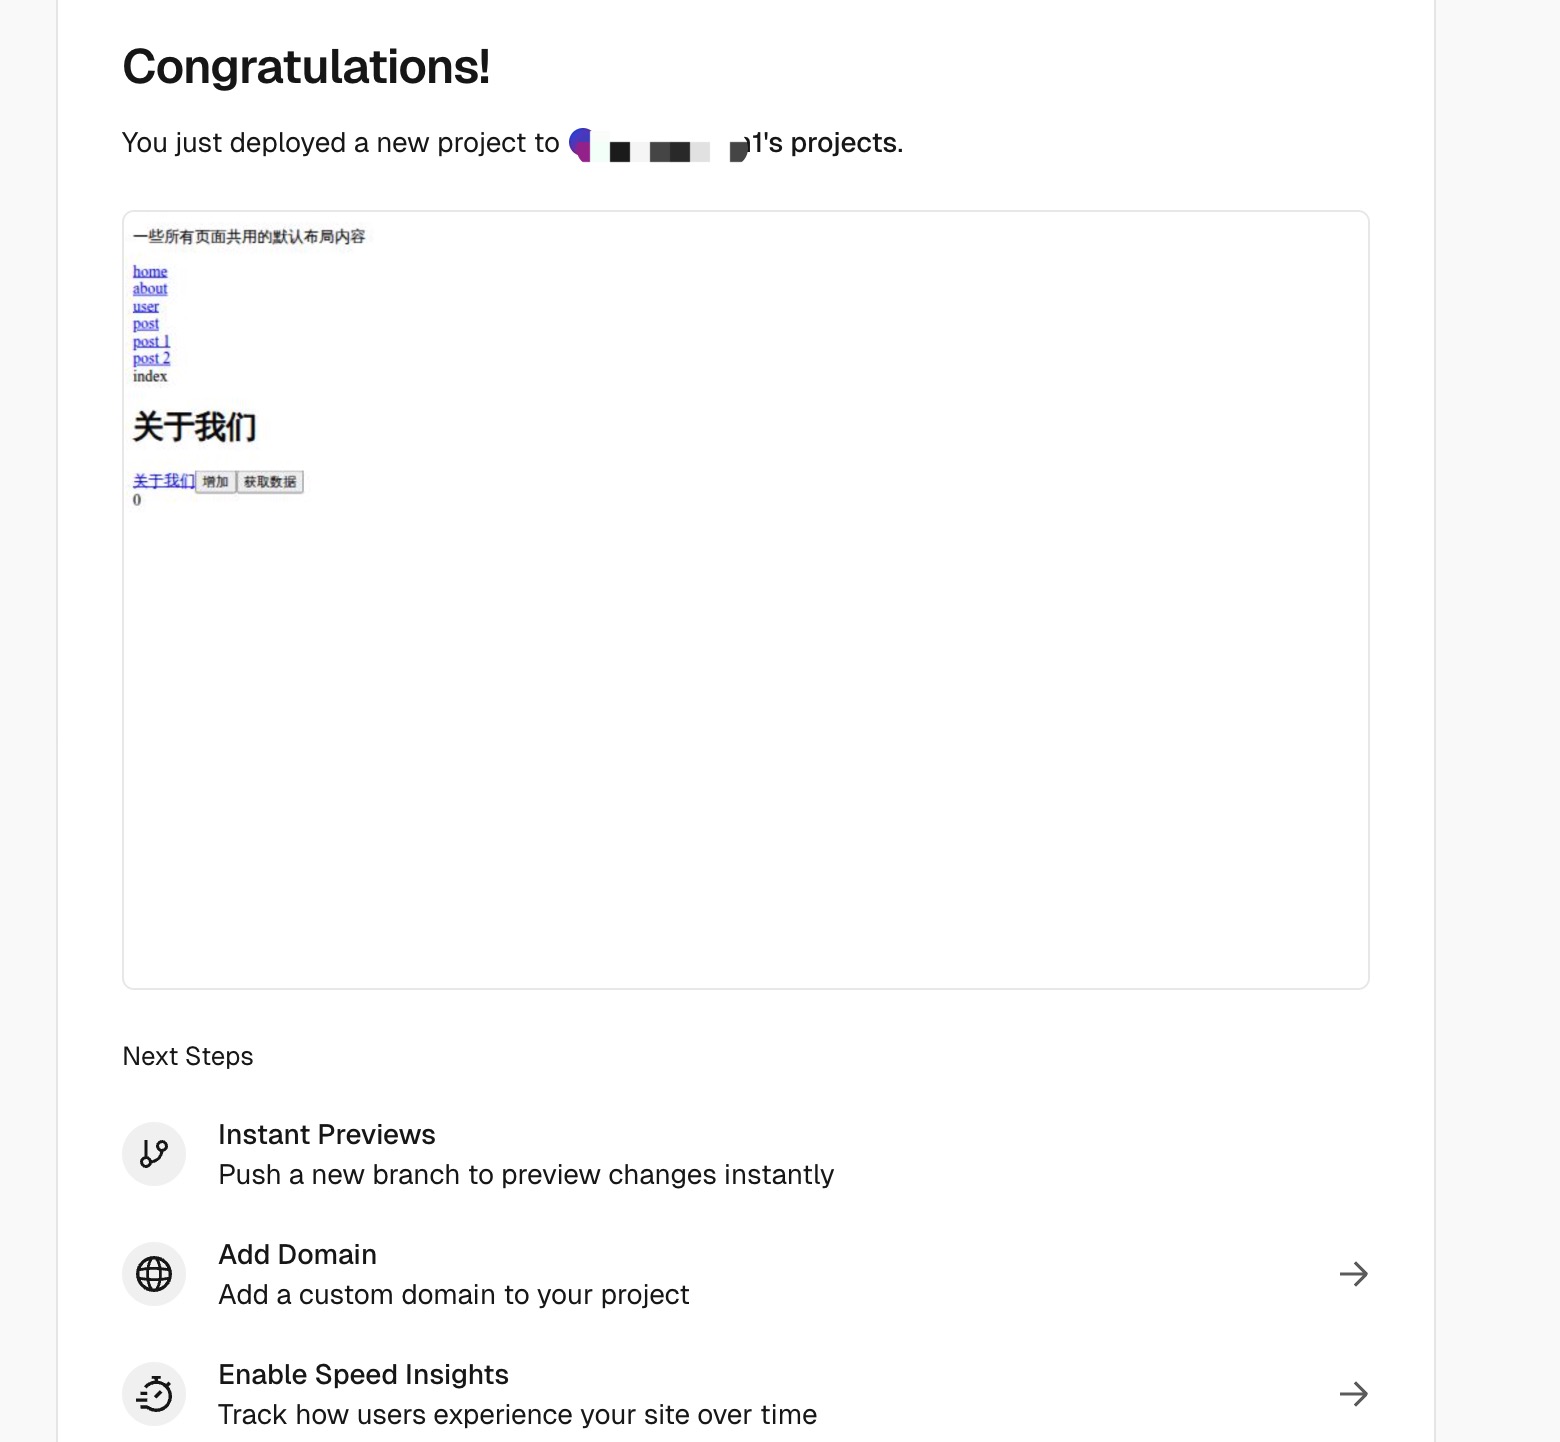 Congratulations!
You just deployed a new project to 1's projects.
一些所有页面共用的默认布局内容
home
about
user
post
post 1
post 2
index
关于我们
关于我们 增加 获取数据
0
Next Steps
Instant Previews
Push a new branch to preview changes instantly
Add Domain
Add a custom domain to your project
Enable Speed Insights
Track how users experience your site over time